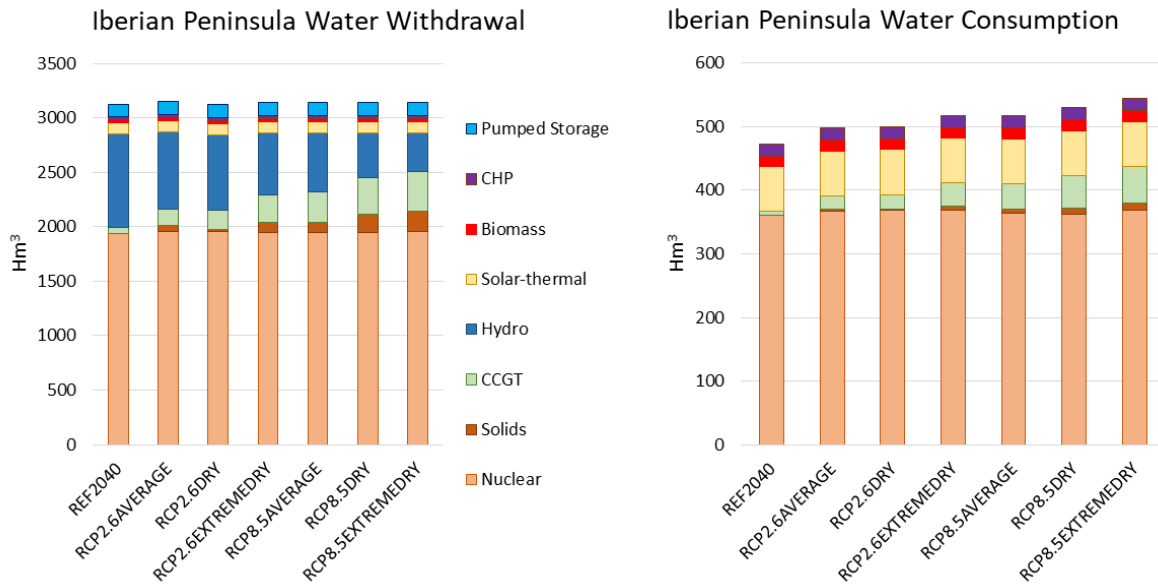 Iberian Peninsula Water Withdrawal
Hm³
3500
3000
2500
2000
1500
1000
500
0
REF2040
RCP2.6AVERAGE
RCP2.6DRY
RCP2.6EXTREMEDRY
RCP8.5AVERAGE
RCP8.5DRY
RCP8.5EXTREMEDRY
Pumped Storage
CHP
Biomass
Solar-thermal
Hydro
CCGT
Solids
Nuclear
Iberian Peninsula Water Consumption
Hm³
600
500
400
300
200
100
0
REF2040
RCP2.6AVERAGE
RCP2.6DRY
RCP2.6EXTREMEDRY
RCP8.5AVERAGE
RCP8.5DRY
RCP8.5EXTREMEDRY